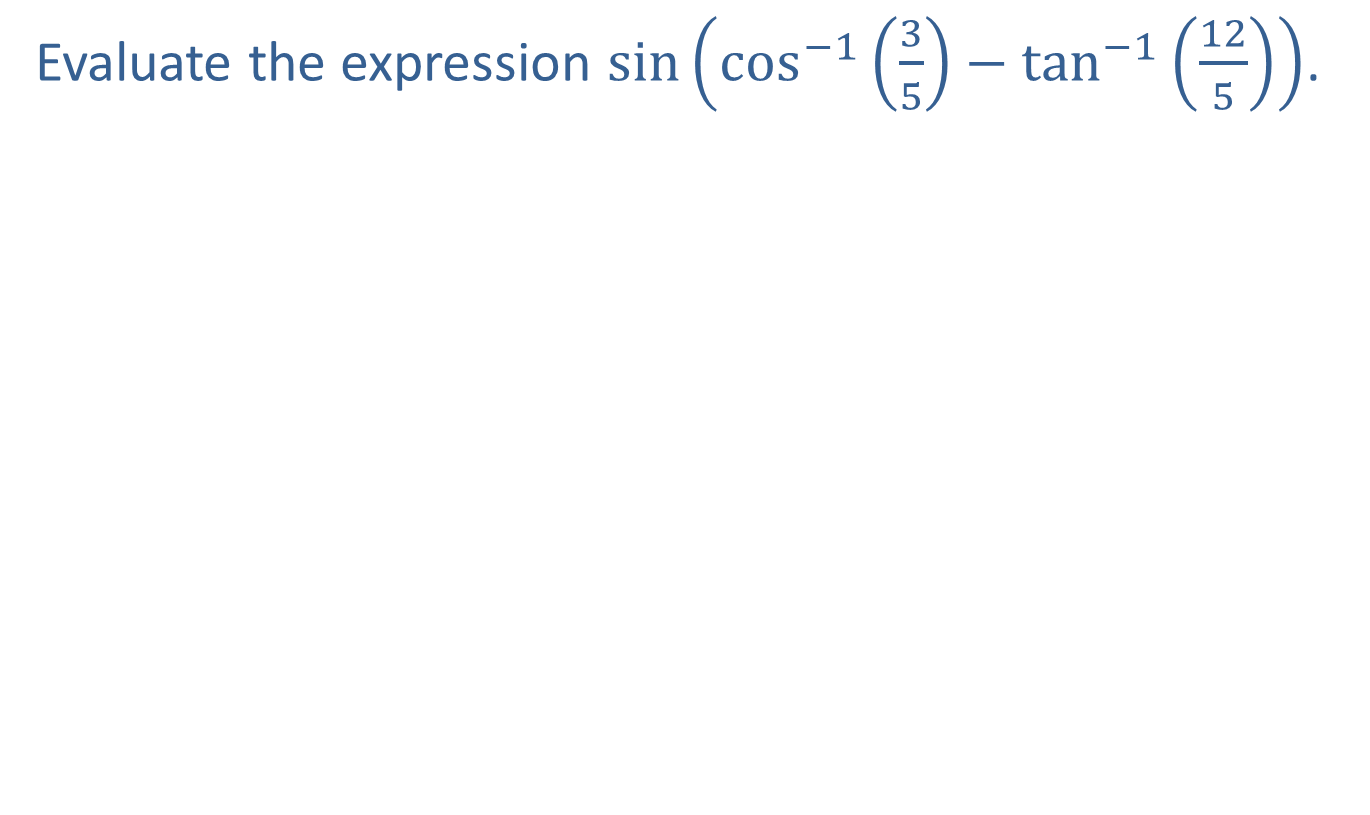 Evaluate the expression sin (cos⁻¹ (3/5) − tan⁻¹ (12/5)).